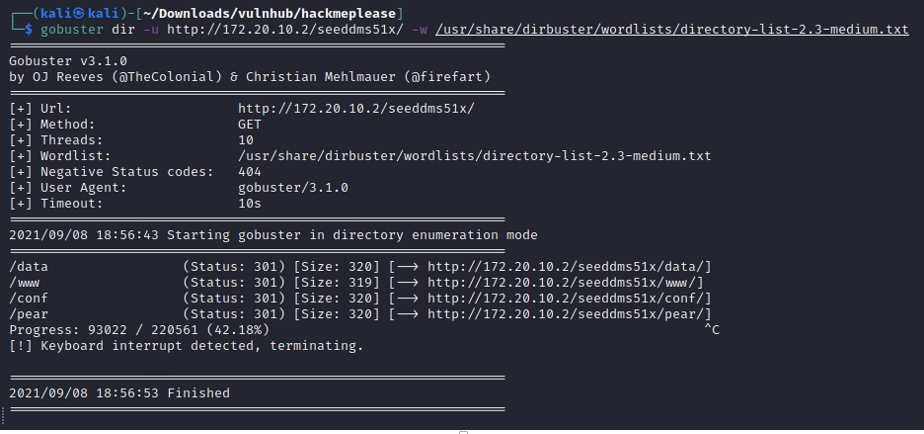 ┌──(kali㉿kali)-[~/Downloads/vulnhub/hackmeplease]
└─$ gobuster dir -u http://172.20.10.2/seeddms51x/ -w /usr/share/dirbuster/wordlists/directory-list-2.3-medium.txt
===============================================================
Gobuster v3.1.0
by OJ Reeves (@TheColonial) & Christian Mehlmauer (@firefart)
===============================================================
[+] Url:                     http://172.20.10.2/seeddms51x/
[+] Method:                  GET
[+] Threads:                 10
[+] Wordlist:                /usr/share/dirbuster/wordlists/directory-list-2.3-medium.txt
[+] Negative Status codes:   404
[+] User Agent:              gobuster/3.1.0
[+] Timeout:                 10s
===============================================================
2021/09/08 18:56:43 Starting gobuster in directory enumeration mode
===============================================================
/data                 (Status: 301) [Size: 320] [--> http://172.20.10.2/seeddms51x/data/]
/www                  (Status: 301) [Size: 319] [--> http://172.20.10.2/seeddms51x/www/]
/conf                 (Status: 301) [Size: 320] [--> http://172.20.10.2/seeddms51x/conf/]
/pear                 (Status: 301) [Size: 320] [--> http://172.20.10.2/seeddms51x/pear/]
Progress: 93022 / 220561 (42.18%)                                                       ^C
[!] Keyboard interrupt detected, terminating.
===============================================================
2021/09/08 18:56:53 Finished
===============================================================